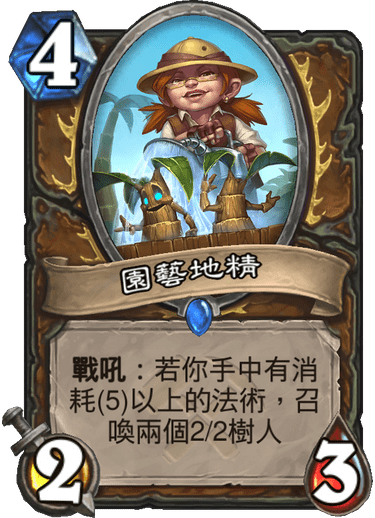 4
園藝地精
戰吼：若你手中有消
耗(5)以上的法術，召
喚兩個2/2樹人
2
3